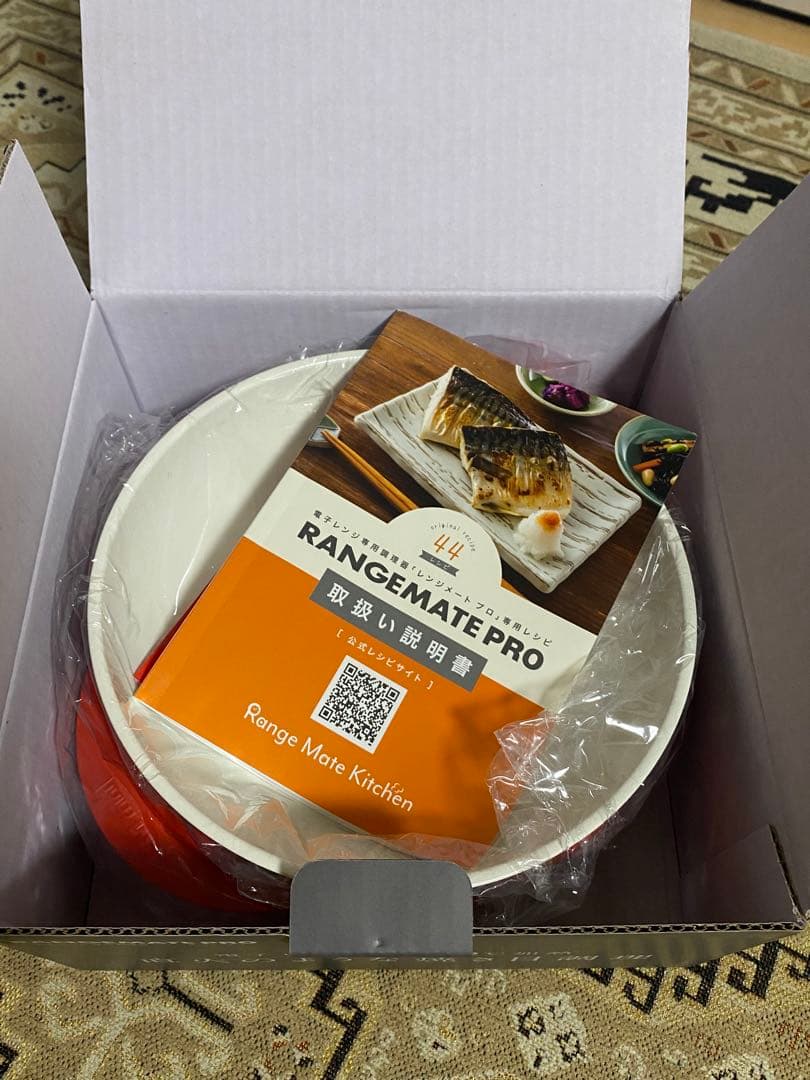 original recipe
44
レシピ
電子レンジ専用調理器「レンジメート プロ」専用レシピ
RANGEMATE PRO
取扱い説明書
[ 公式レシピサイト ]
Range Mate Kitchen
RANGEMATE PRO